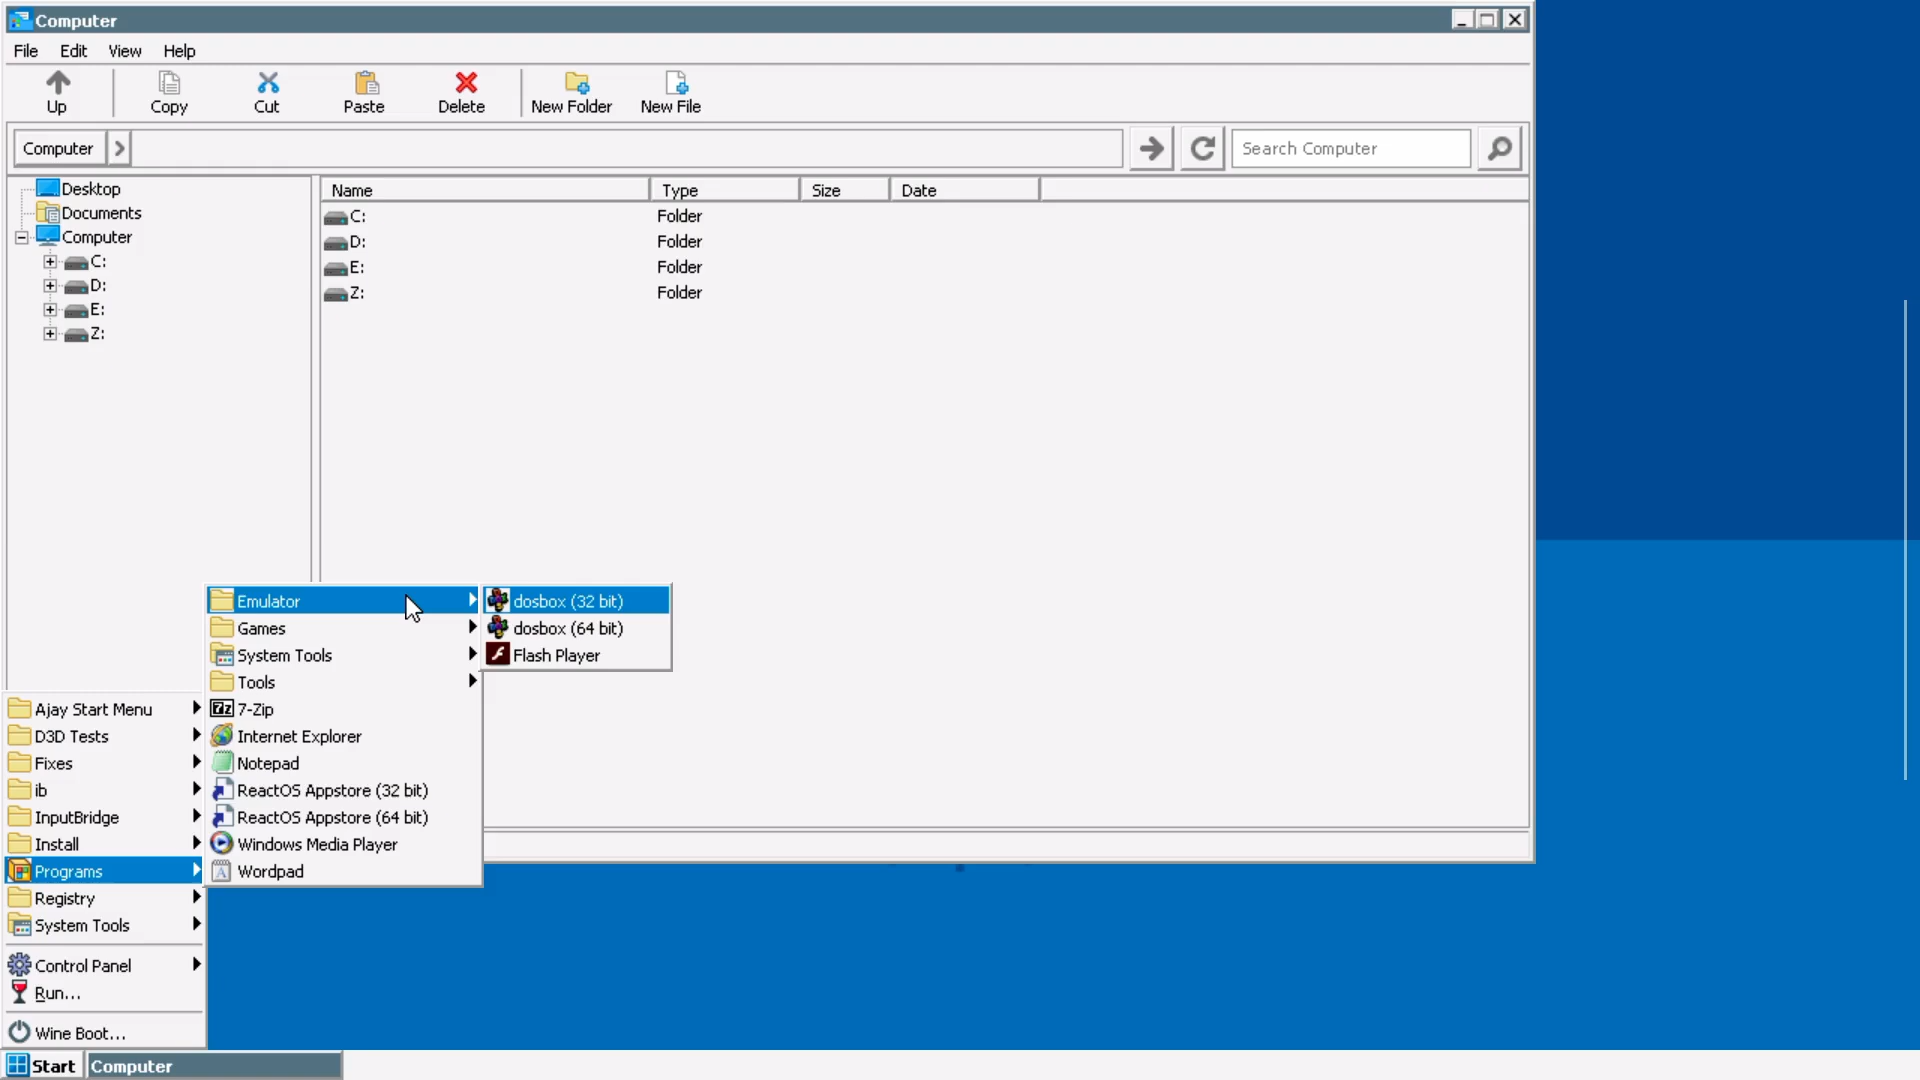 Computer
File Edit View Help
Up Copy Cut Paste Delete New Folder New File
Computer Search Computer
Desktop
Documents
Computer
C:
D:
E:
Z:
Name Type Size Date
C: Folder
D: Folder
E: Folder
Z: Folder
Emulator
Games
System Tools
Tools
7-Zip
Internet Explorer
Notepad
ReactOS Appstore (32 bit)
ReactOS Appstore (64 bit)
Windows Media Player
Wordpad
dosbox (32 bit)
dosbox (64 bit)
Flash Player
Ajay Start Menu
D3D Tests
Fixes
ib
InputBridge
Install
Programs
Registry
System Tools
Control Panel
Run...
Wine Boot...
Start Computer